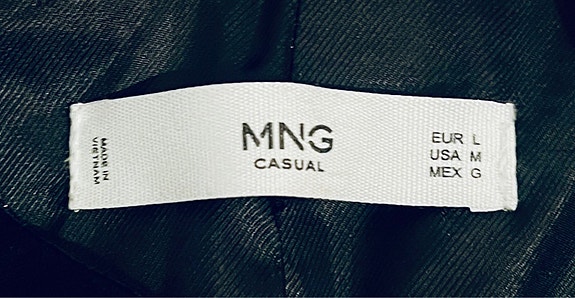 MADE IN
VIETNAM
MNG
CASUAL
EUR L
USA M
MEX G